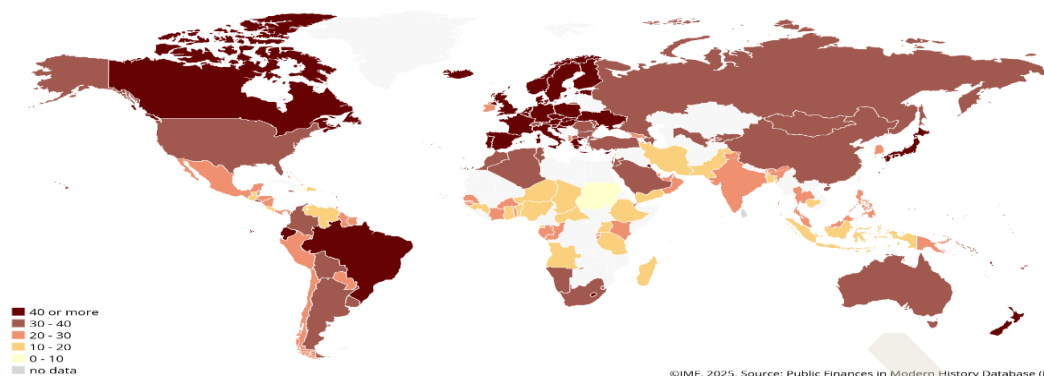 40 or more
30 - 40
20 - 30
10 - 20
0 - 10
no data
©IMF, 2025, Source: Public Finances in Modern History Database (